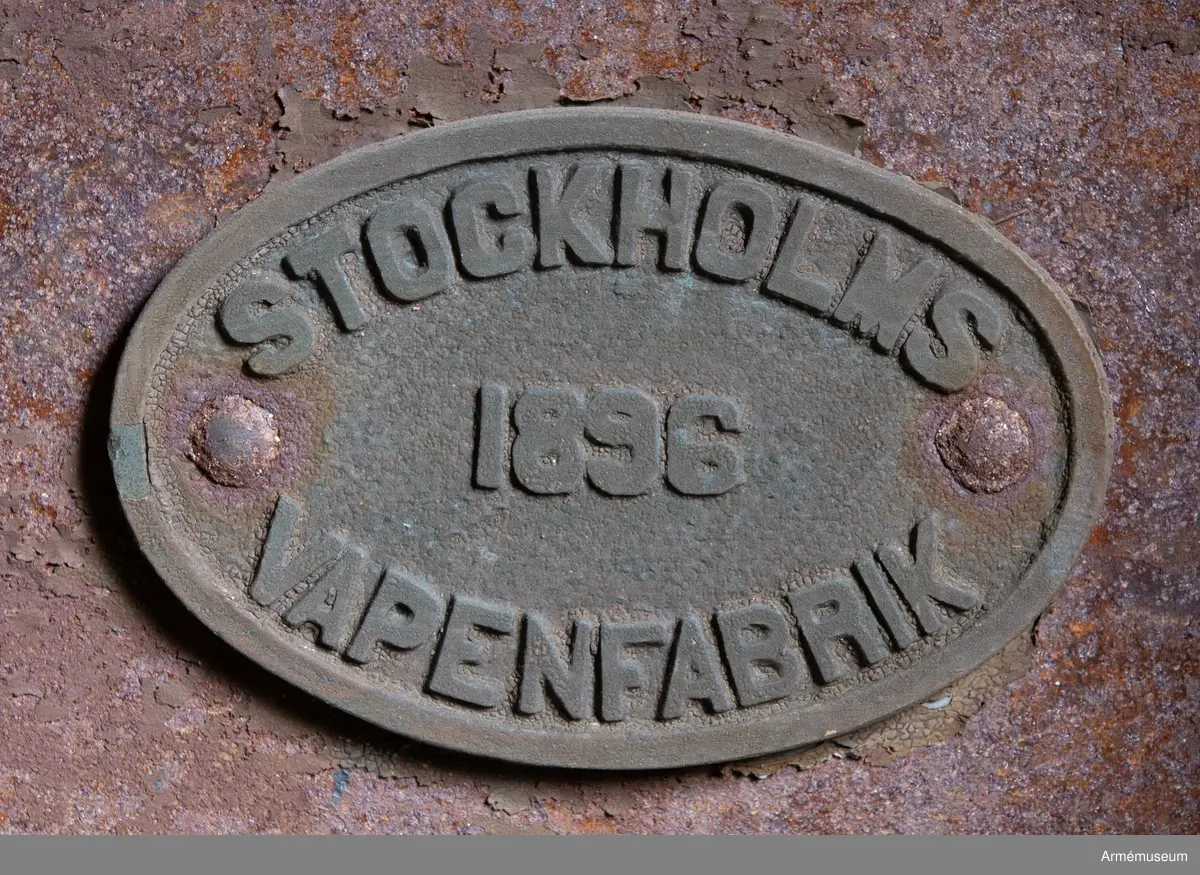 STOCKHOLMS
1896
VAPENFABRIK
Armémuseum